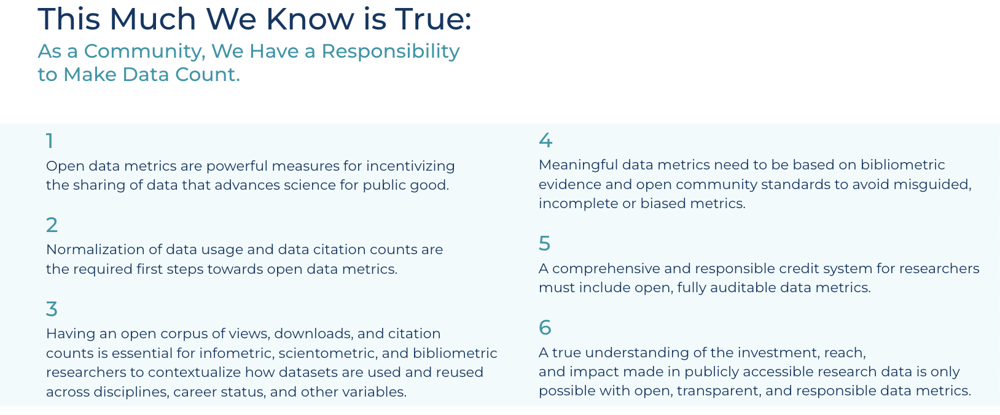 This Much We Know is True:
As a Community, We Have a Responsibility
to Make Data Count.
1
Open data metrics are powerful measures for incentivizing
the sharing of data that advances science for public good.
2
Normalization of data usage and data citation counts are
the required first steps towards open data metrics.
3
Having an open corpus of views, downloads, and citation
counts is essential for infometric, scientometric, and bibliometric
researchers to contextualize how datasets are used and reused
across disciplines, career status, and other variables.
4
Meaningful data metrics need to be based on bibliometric
evidence and open community standards to avoid misguided,
incomplete or biased metrics.
5
A comprehensive and responsible credit system for researchers
must include open, fully auditable data metrics.
6
A true understanding of the investment, reach,
and impact made in publicly accessible research data is only
possible with open, transparent, and responsible data metrics.